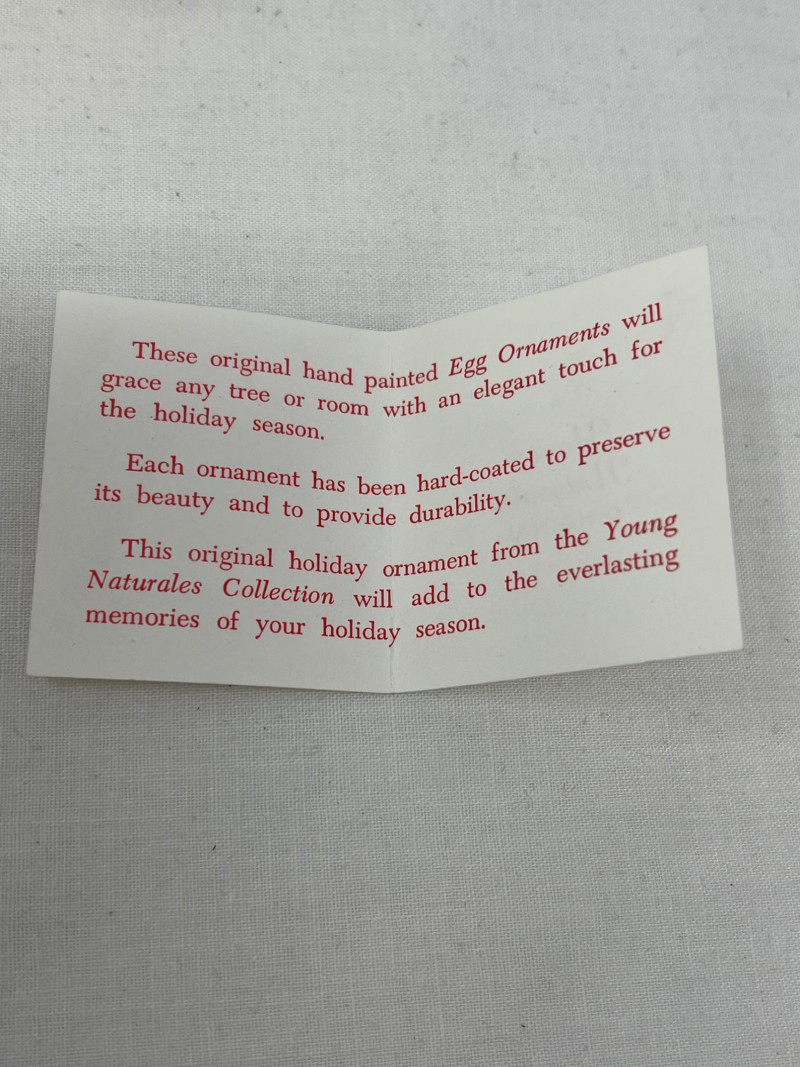 These original hand painted Egg Ornaments will
grace any tree or room with an elegant touch for
the holiday season.
Each ornament has been hard-coated to preserve
its beauty and to provide durability.
This original holiday ornament from the Young
Naturales Collection will add to the everlasting
memories of your holiday season.